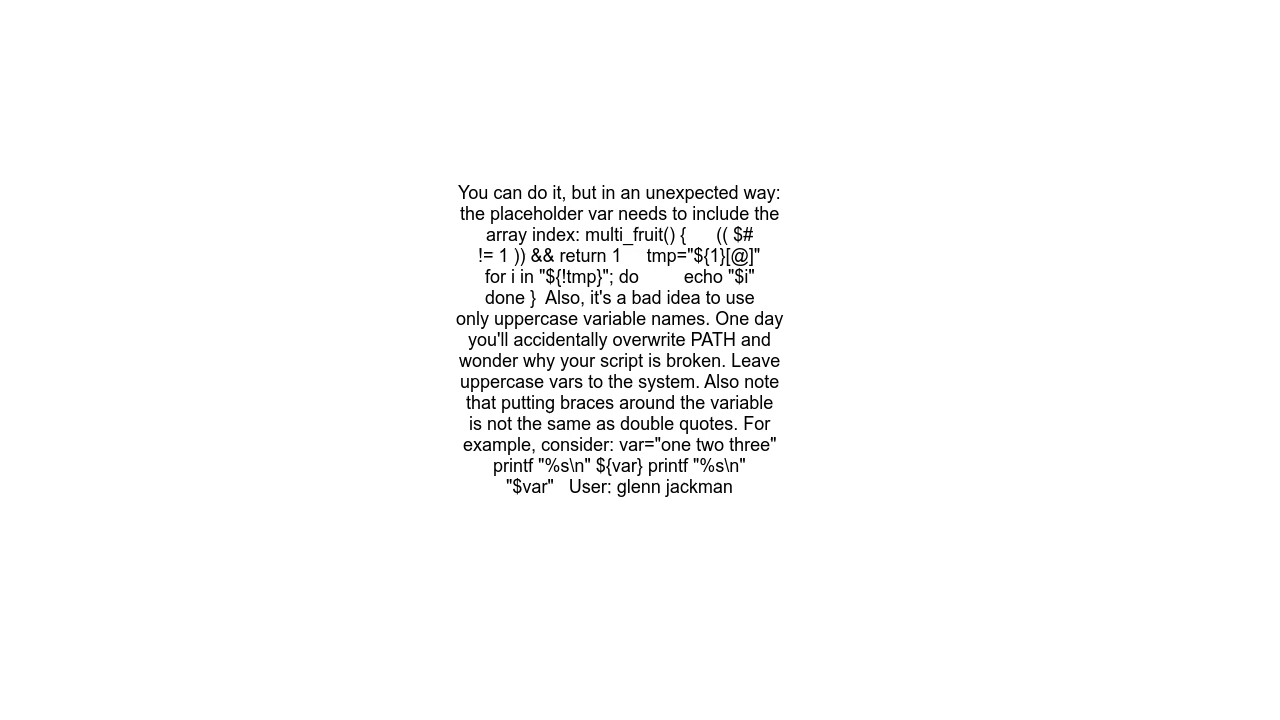 You can do it, but in an unexpected way:
the placeholder var needs to include the
array index: multi_fruit() {      (( $#
!= 1 )) && return 1     tmp="${1}[@]"
for i in "${!tmp}"; do         echo "$i"
done }  Also, it's a bad idea to use
only uppercase variable names. One day
you'll accidentally overwrite PATH and
wonder why your script is broken. Leave
uppercase vars to the system. Also note
that putting braces around the variable
is not the same as double quotes. For
example, consider: var="one two three"
printf "%s\n" ${var} printf "%s\n"
"$var"   User: glenn jackman